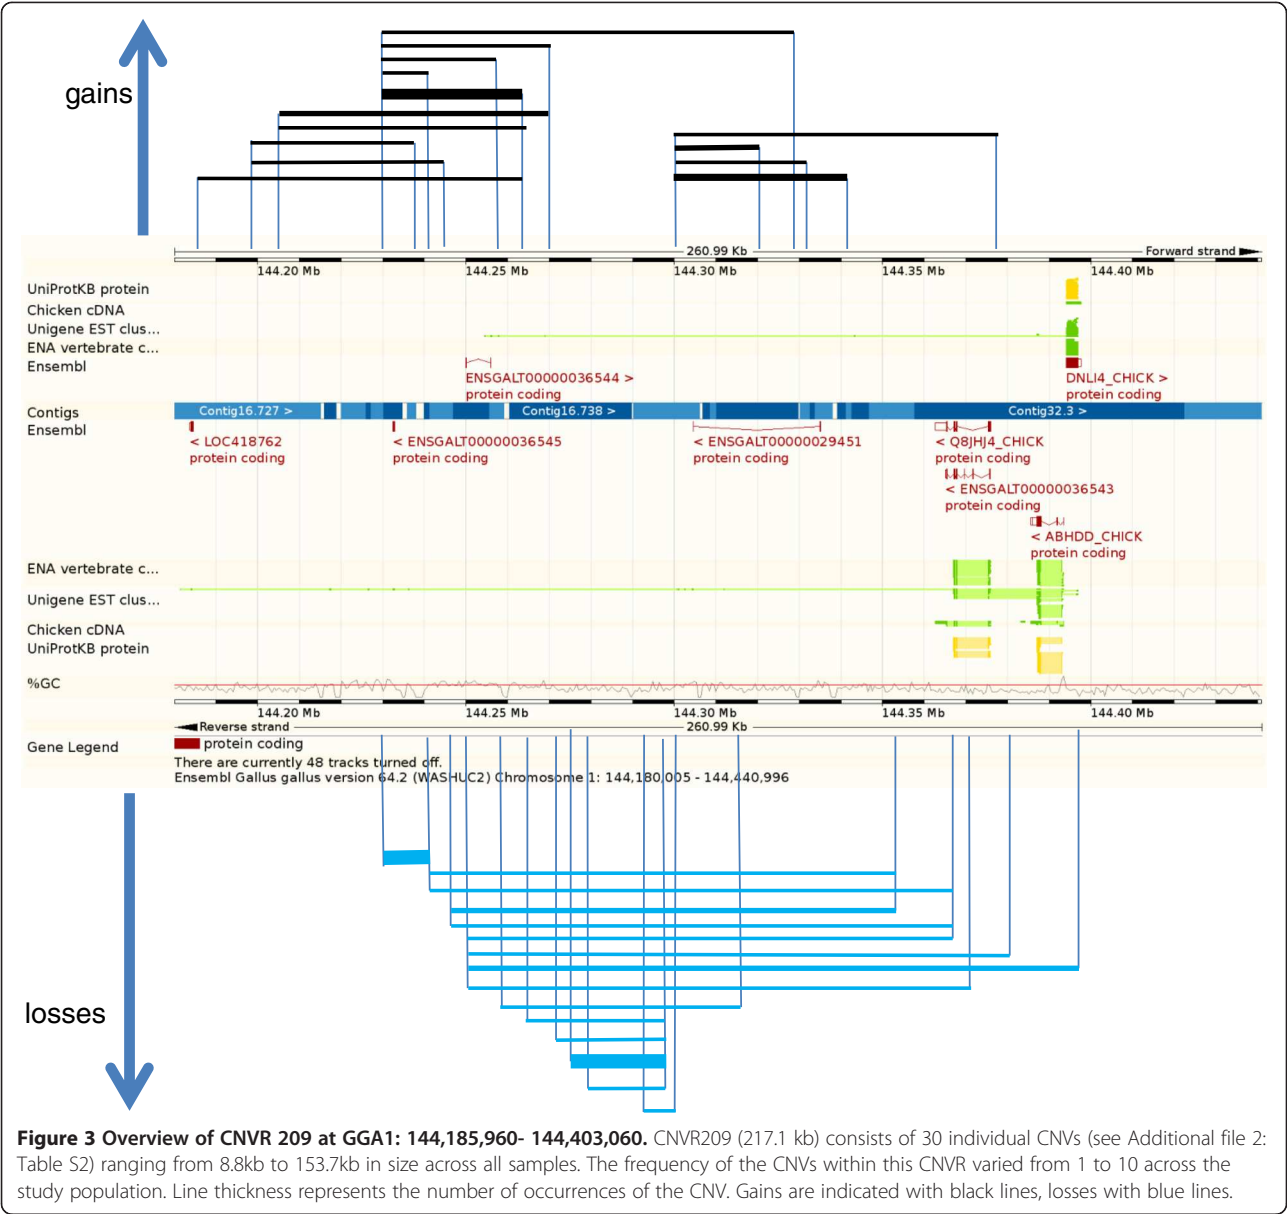 gains
260.99 Kb
Forward strand
144.20 Mb 144.25 Mb 144.30 Mb 144.35 Mb 144.40 Mb
UniProtKB protein
Chicken cDNA
Unigene EST clus...
ENA vertebrate c...
Ensembl
ENSGALT00000036544 >
protein coding
DNLI4_CHICK >
protein coding
Contigs
Contig16.727 > Contig16.738 > Contig32.3 >
Ensembl
< LOC418762
protein coding
< ENSGALT00000036545
protein coding
< ENSGALT00000029451
protein coding
< Q8JHJ4_CHICK
protein coding
< ENSGALT00000036543
protein coding
< ABHDD_CHICK
protein coding
ENA vertebrate c...
Unigene EST clus...
Chicken cDNA
UniProtKB protein
%GC
144.20 Mb 144.25 Mb 144.30 Mb 144.35 Mb 144.40 Mb
Reverse strand
260.99 Kb
Gene Legend
protein coding
There are currently 48 tracks turned off.
Ensembl Gallus gallus version 64.2 (WASHUC2) Chromosome 1: 144,180,005 - 144,440,996
losses
Figure 3 Overview of CNVR 209 at GGA1: 144,185,960- 144,403,060. CNVR209 (217.1 kb) consists of 30 individual CNVs (see Additional file 2:
Table S2) ranging from 8.8kb to 153.7kb in size across all samples. The frequency of the CNVs within this CNVR varied from 1 to 10 across the
study population. Line thickness represents the number of occurrences of the CNV. Gains are indicated with black lines, losses with blue lines.